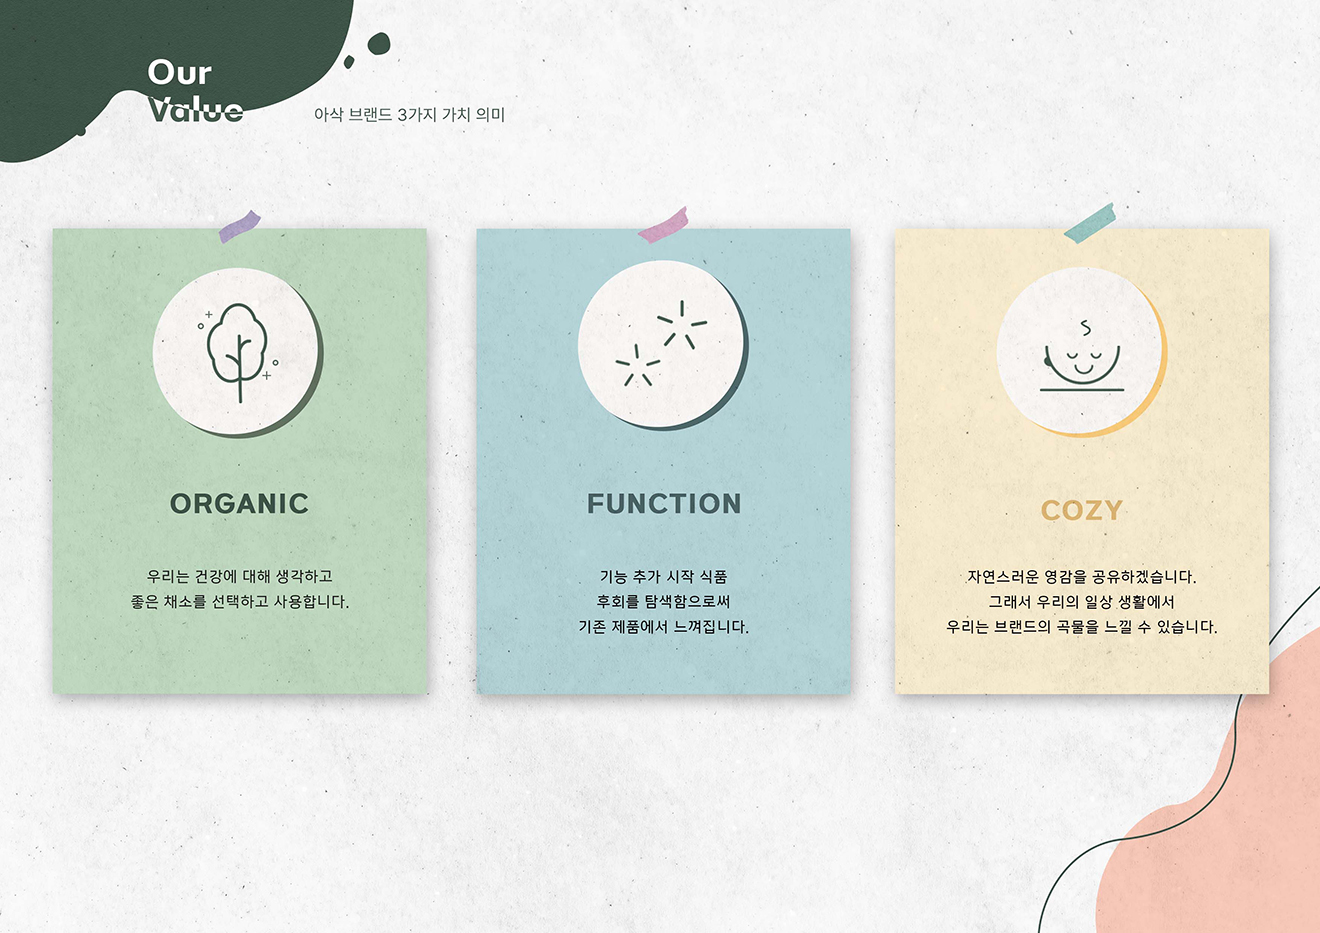 Our
Value
아삭 브랜드 3가지 가치 의미
ORGANIC
우리는 건강에 대해 생각하고
좋은 채소를 선택하고 사용합니다.
FUNCTION
기능 추가 시작 식품
후회를 탐색함으로써
기존 제품에서 느껴집니다.
COZY
자연스러운 영감을 공유하겠습니다.
그래서 우리의 일상 생활에서
우리는 브랜드의 곡물을 느낄 수 있습니다.